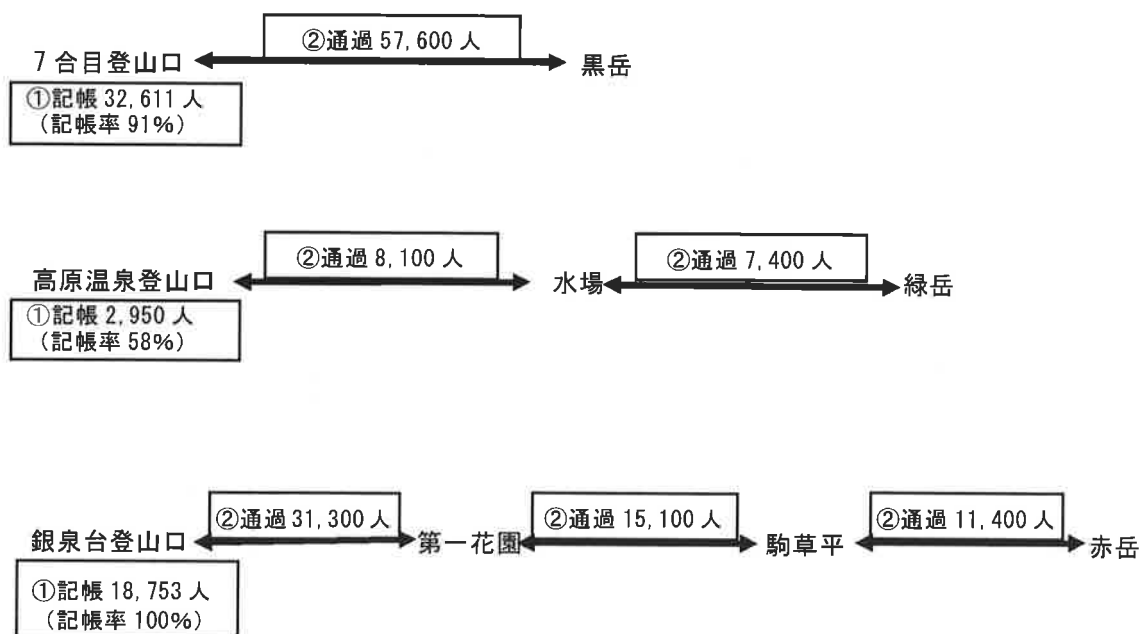 ②通過 57,600 人
7 合目登山口
黒岳
①記帳 32,611 人
(記帳率 91%)
②通過 8,100 人
②通過 7,400 人
高原温泉登山口
水場
緑岳
①記帳 2,950 人
(記帳率 58%)
②通過 31,300 人
②通過 15,100 人
②通過 11,400 人
銀泉台登山口
第一花園
駒草平
赤岳
①記帳 18,753 人
(記帳率 100%)